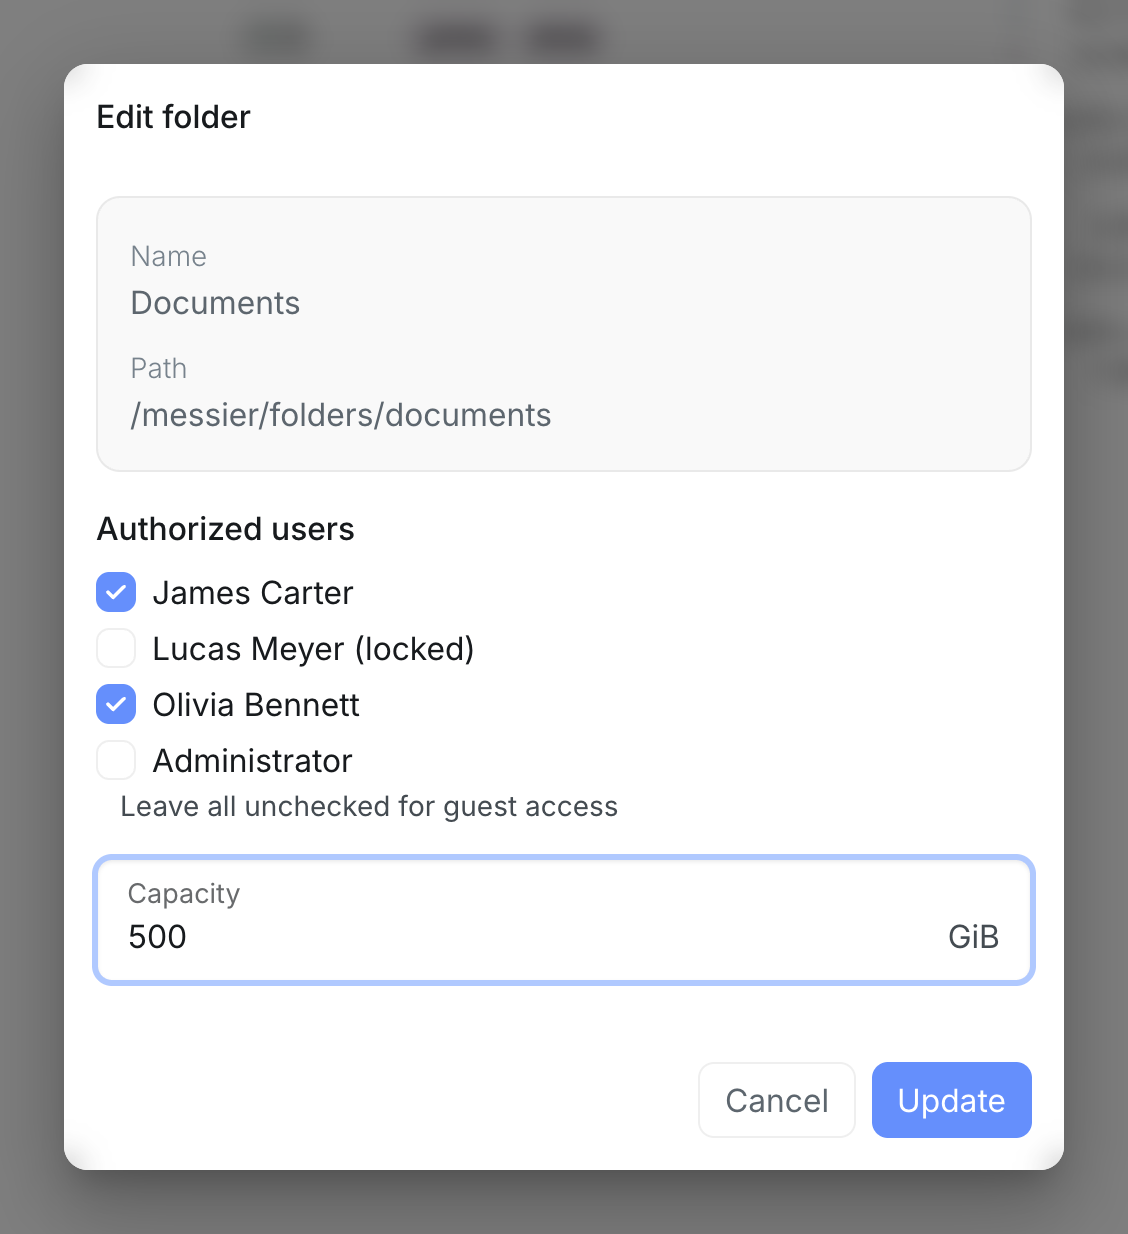 Edit folder
Name
Documents
Path
/messier/folders/documents
Authorized users
James Carter
Lucas Meyer (locked)
Olivia Bennett
Administrator
Leave all unchecked for guest access
Capacity
500 GiB
Cancel Update